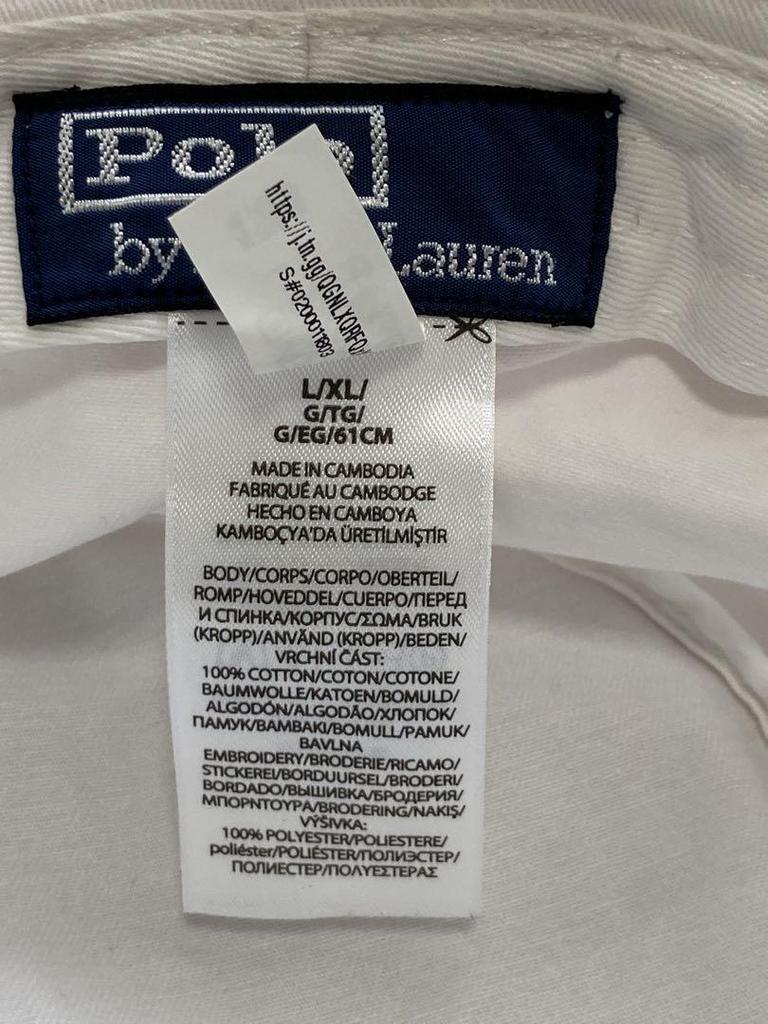 Polo
by Lauren
https://j.tn.gg/QGNLXQRFQ
S#0200011803
L/XL/
G/TG/
G/EG/61CM
MADE IN CAMBODIA
FABRIQUÉ AU CAMBODGE
HECHO EN CAMBOYA
KAMBOÇYA'DA ÜRETİLMİŞTİR
BODY/CORPS/CORPO/OBERTEIL/
ROMP/HOVEDDEL/CUERPO/ПЕРЕД
И СПИНКА/КОРПУС/ΣΩΜΑ/BRUK
(KROPP)/ANVÄND (KROPP)/BEDEN/
VRCHNÍ ČÁST:
100% COTTON/COTON/COTONE/
BAUMWOLLE/KATOEN/BOMULD/
ALGODÓN/ALGODÃO/ХЛОПОК/
ПАМУК/ΒΑΜΒΑΚΙ/BOMULL/PAMUK/
BAVLNA
EMBROIDERY/BRODERIE/RICAMO/
STICKEREI/BORDUURSEL/BRODERI/
BORDADO/ВЫШИВКА/БРОДЕРИЯ/
ΜΠΟΡΝΤΟΥΡΑ/BRODERING/NAKIŞ/
VÝŠIVKA:
100% POLYESTER/POLIESTERE/
poliéster/POLIÉSTER/ПОЛИЭСТЕР/
ПОЛИЕСТЕР/ΠΟΛΥΕΣΤΕΡΑΣ